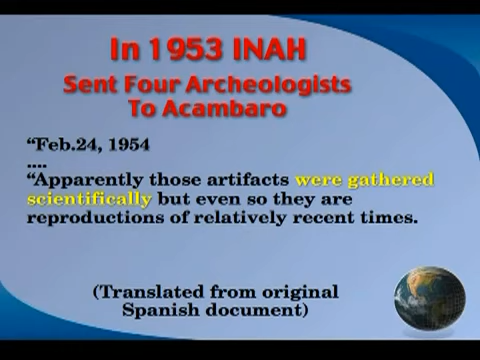 In 1953 INAH
Sent Four Archeologists
To Acambaro
“Feb.24, 1954
....
“Apparently those artifacts were gathered
scientifically but even so they are
reproductions of relatively recent times.
(Translated from original
Spanish document)